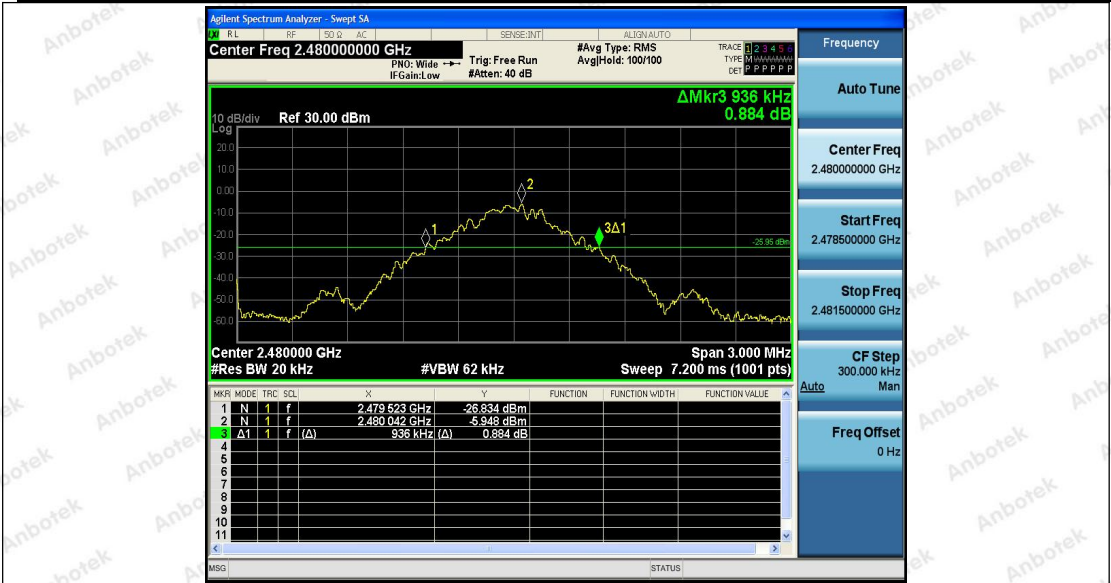 Agilent Spectrum Analyzer - Swept SA
RL RF 50 Ω AC SENSE:INT ALIGNAUTO
Center Freq 2.480000000 GHz
PNO: Wide
IFGain:Low
Trig: Free Run
#Atten: 40 dB
#Avg Type: RMS
Avg|Hold: 100/100
TRACE 1 2 3 4 5 6
TYPE M
DET P P P P P P
ΔMkr3 936 kHz
0.884 dB
10 dB/div Ref 30.00 dBm
Log
20.0
10.0
0.00
-10.0
-20.0
-30.0
-40.0
-50.0
-60.0
1
2
3Δ1
-25.95 dBm
Center 2.480000 GHz Span 3.000 MHz
#Res BW 20 kHz #VBW 62 kHz Sweep 7.200 ms (1001 pts)
MKR MODE TRC SCL X Y FUNCTION FUNCTION WIDTH FUNCTION VALUE
1 N 1 f 2.479 523 GHz -26.834 dBm
2 N 1 f 2.480 042 GHz -5.948 dBm
3 Δ1 1 f (Δ) 936 kHz (Δ) 0.884 dB
4
5
6
7
8
9
10
11
MSG STATUS
Frequency
Auto Tune
Center Freq
2.480000000 GHz
Start Freq
2.478500000 GHz
Stop Freq
2.481500000 GHz
CF Step
300.000 kHz
Auto Man
Freq Offset
0 Hz
Anbotek